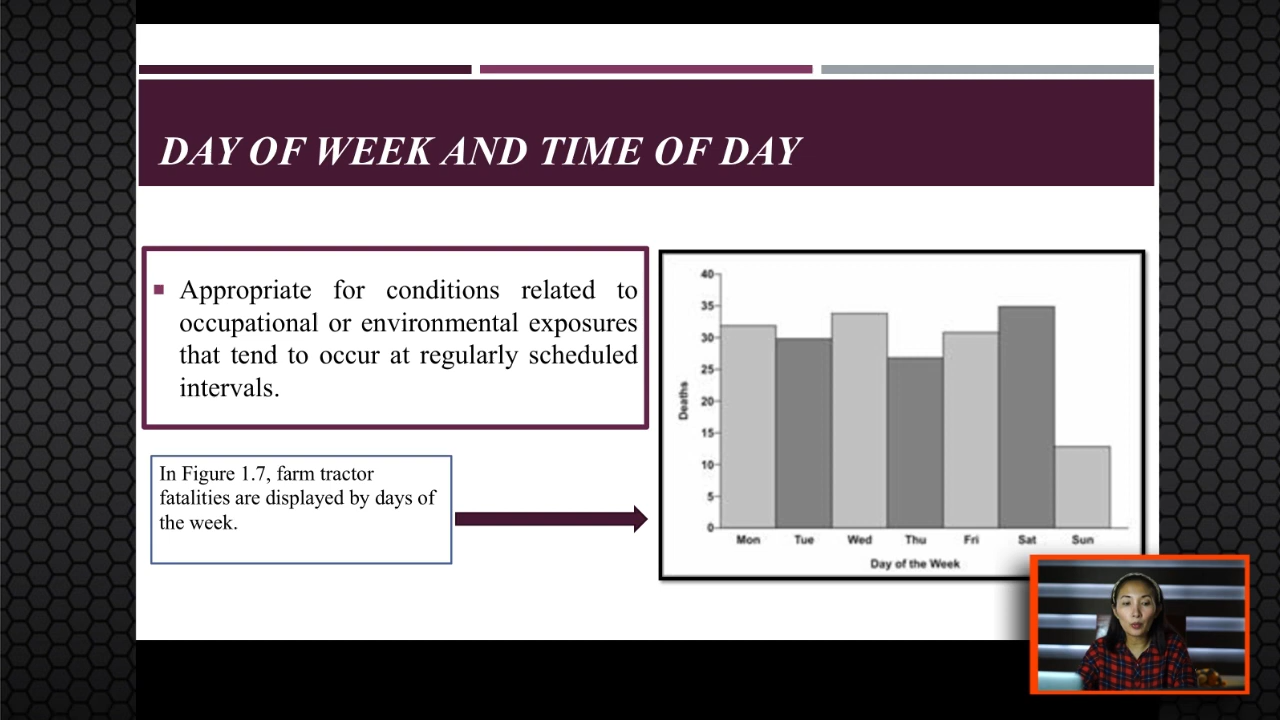 DAY OF WEEK AND TIME OF DAY
Appropriate for conditions related to
occupational or environmental exposures
that tend to occur at regularly scheduled
intervals.
In Figure 1.7, farm tractor
fatalities are displayed by days of
the week.
40
35
30
25
20
15
10
5
0
Deaths
Mon Tue Wed Thu Fri Sat Sun
Day of the Week